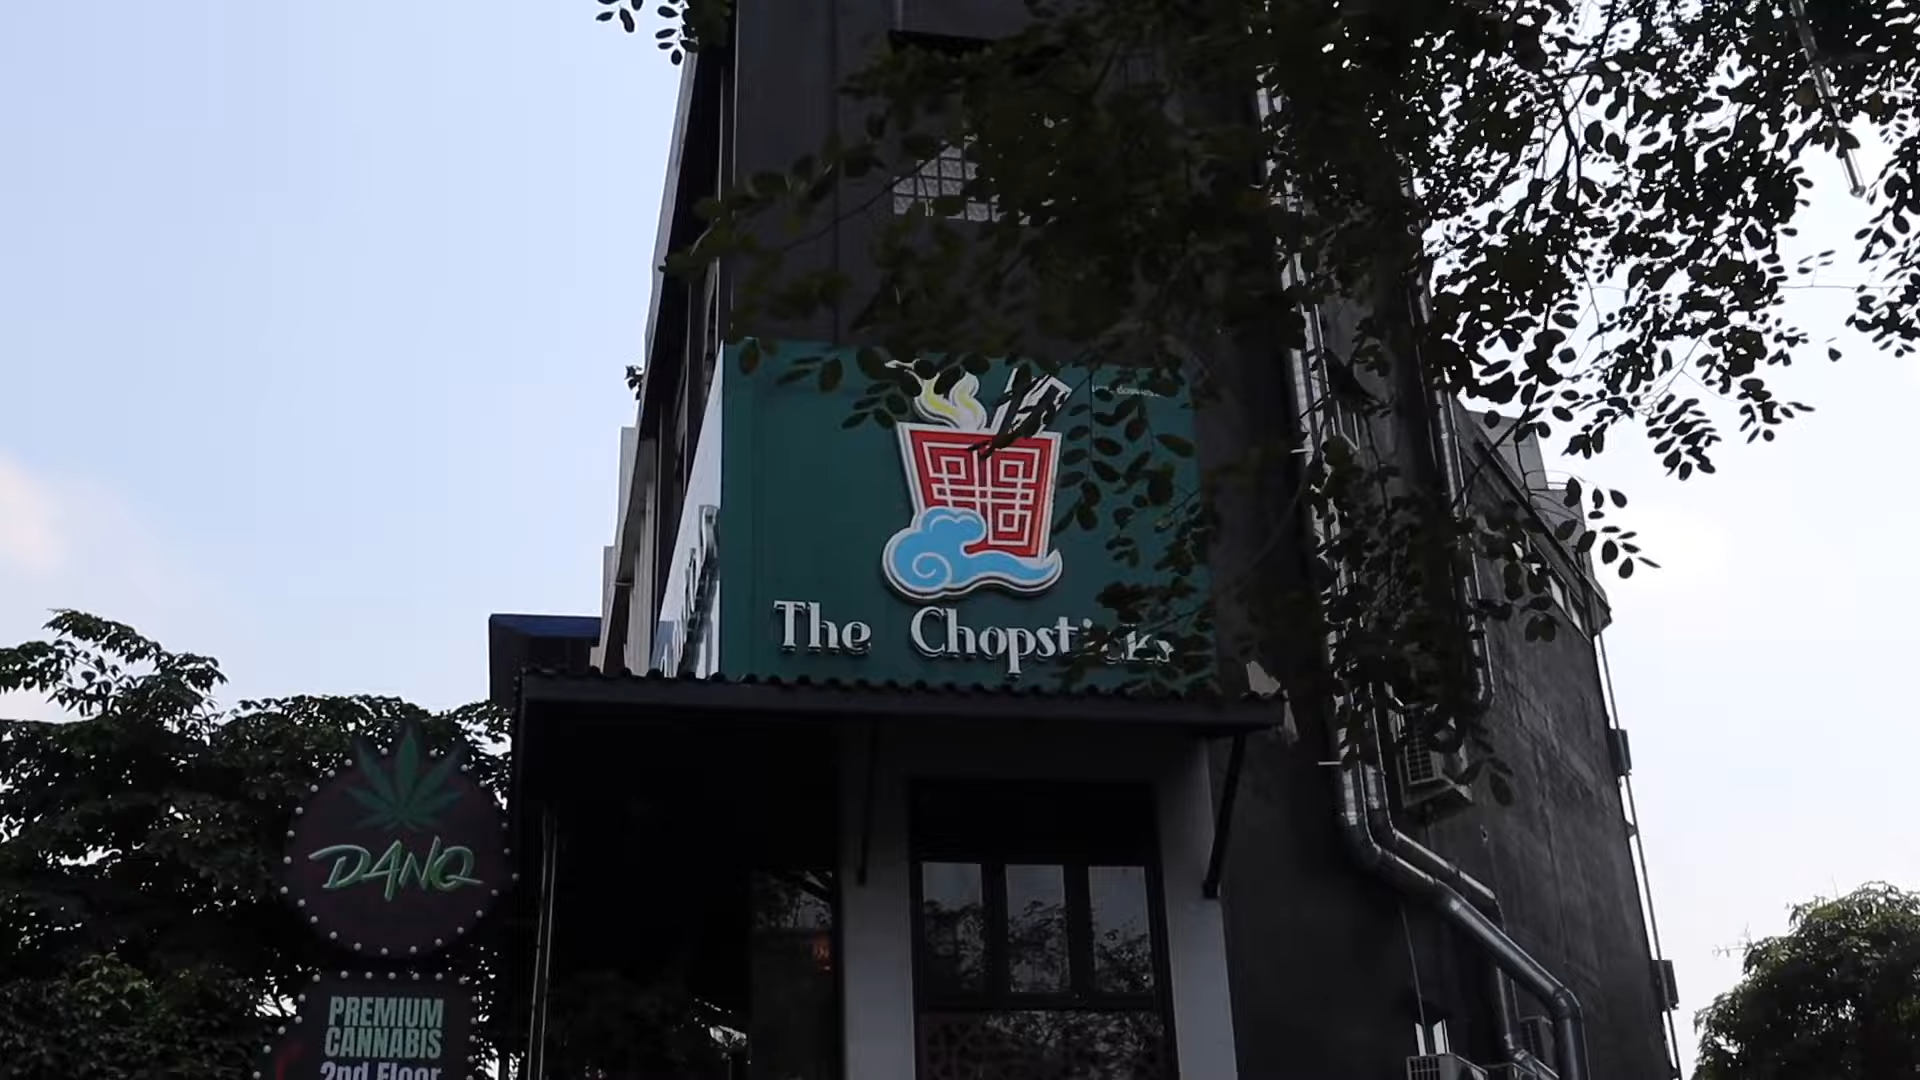 The Chopsticks
DANQ
PREMIUM
CANNABIS
2nd Floor